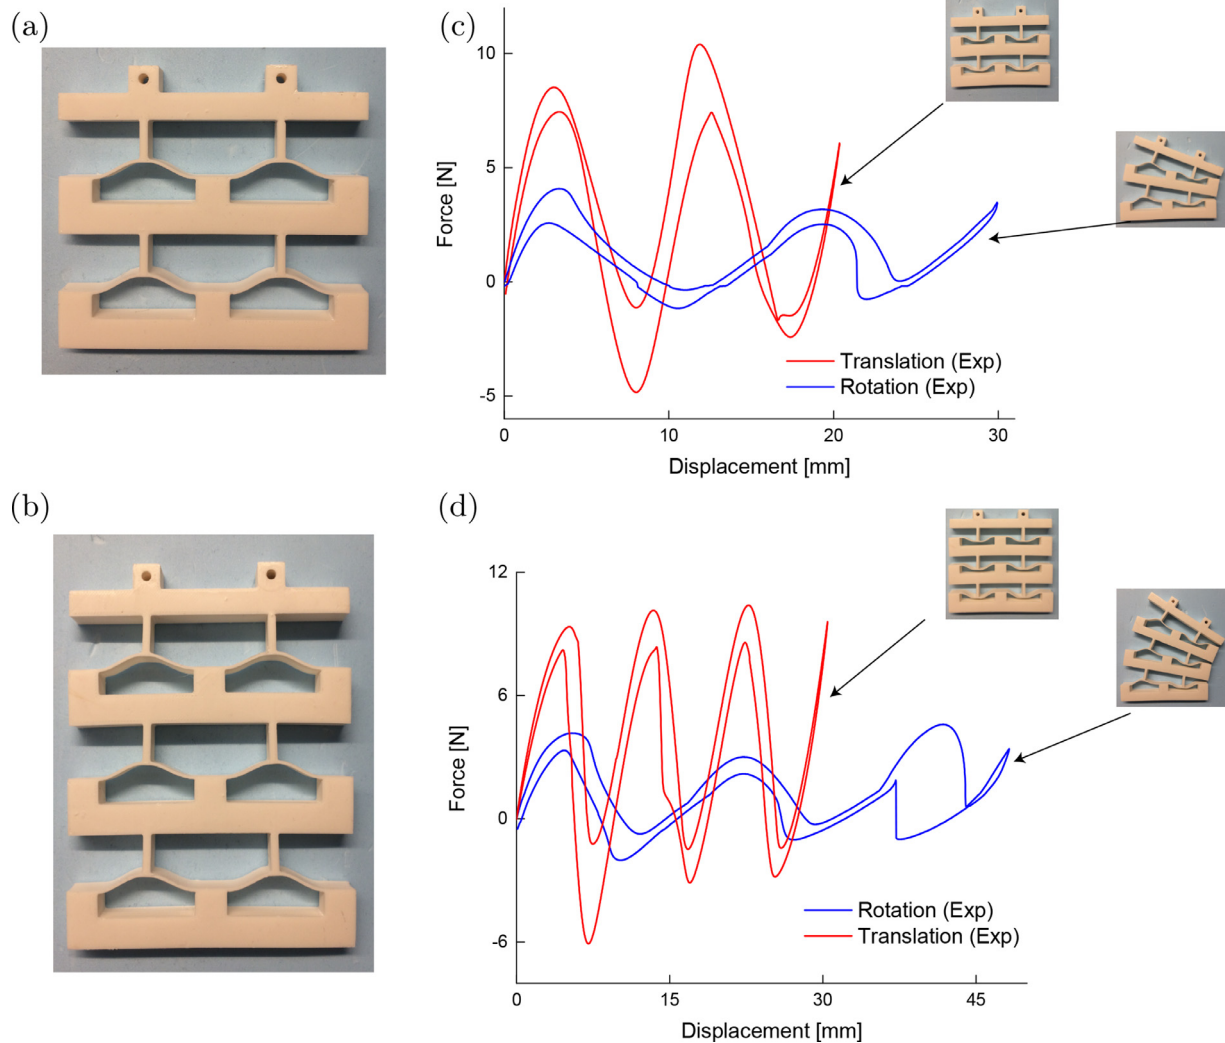 (a)
(c)
10
5
0
-5
Force [N]
Translation (Exp)
Rotation (Exp)
0
10
20
30
Displacement [mm]
(b)
(d)
12
6
0
-6
Force [N]
Rotation (Exp)
Translation (Exp)
0
15
30
45
Displacement [mm]